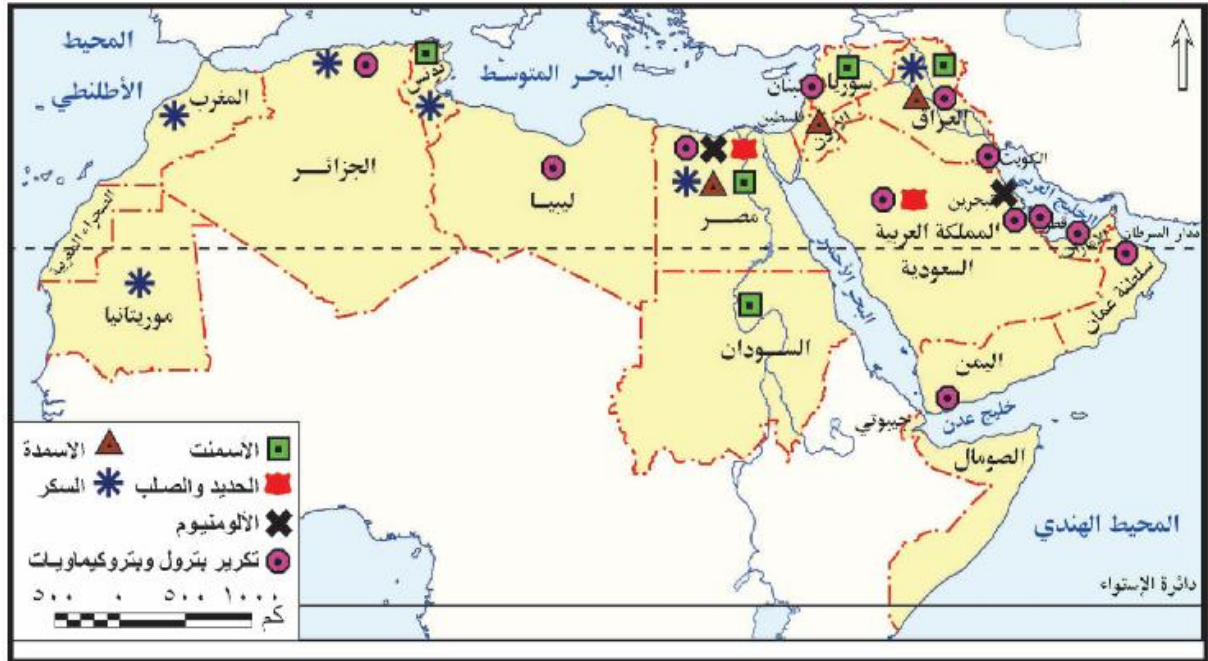 المحيط
الأطلنطي
البحر المتوسط
المغرب
تونس
لبنان
سوريا
فلسطين
الأردن
العراق
الكويت
الجزائر
ليبيا
مصر
الصحراء الغربية
موريتانيا
البحرين
الخليج العربي
قطر
الإمارات
مدار السرطان
المملكة العربية
السعودية
البحر الأحمر
سلطنة عمان
السودان
اليمن
خليج عدن
جيبوتي
الصومال
المحيط الهندي
دائرة الإستواء
الأسمنت
الاسمدة
الحديد والصلب
السكر
الألومنيوم
تكرير بترول وبتروكيماويات
٥٠٠ ٠ ٥٠٠ ١٠٠٠
كم